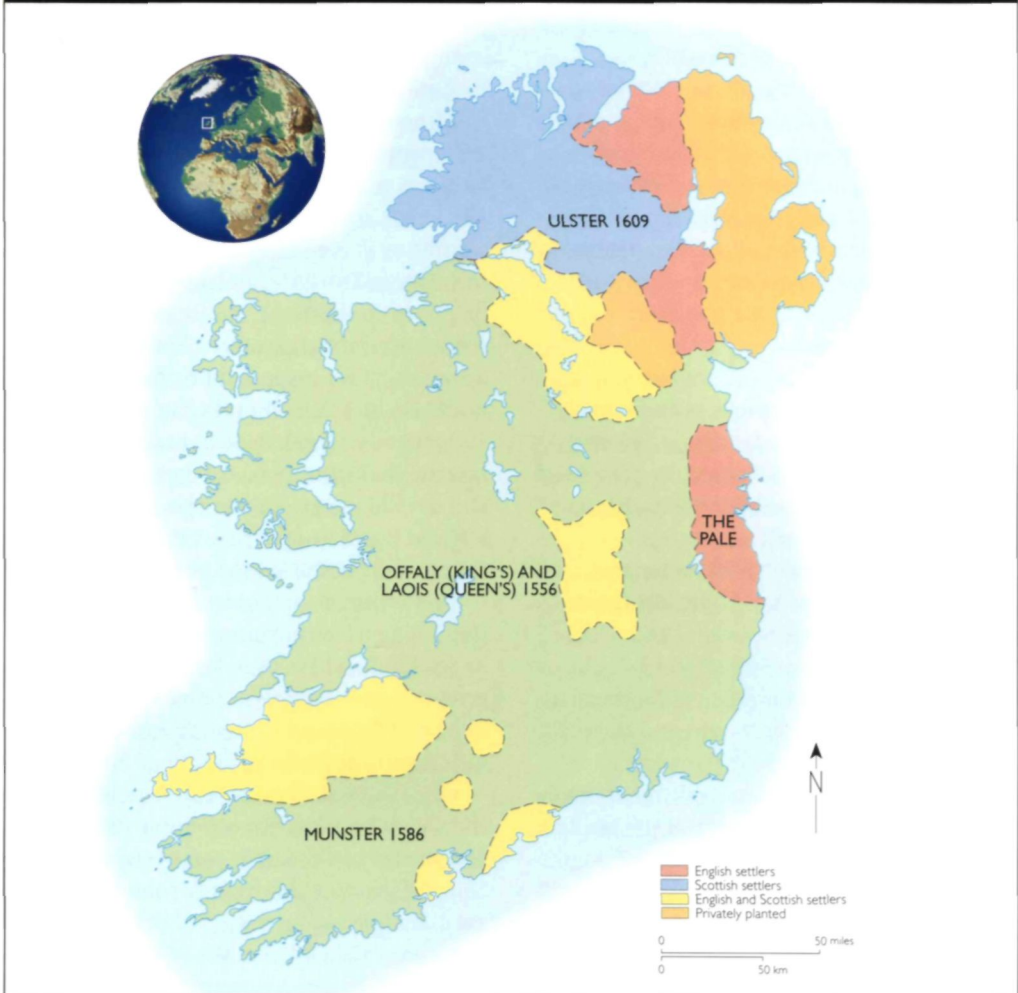 ULSTER 1609
THE
PALE
OFFALY (KING'S) AND
LAOIS (QUEEN'S) 1556
MUNSTER 1586
N
English settlers
Scottish settlers
English and Scottish settlers
Privately planted
0 50 miles
0 50 km